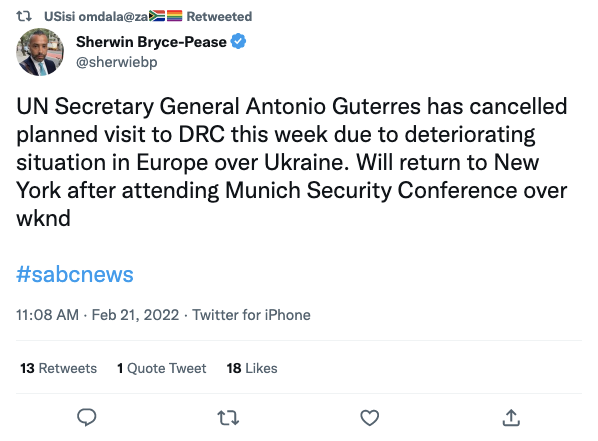 USisi omdala@za🇿🇦🏳️‍🌈 Retweeted
Sherwin Bryce-Pease
@sherwiebp
UN Secretary General Antonio Guterres has cancelled
planned visit to DRC this week due to deteriorating
situation in Europe over Ukraine. Will return to New
York after attending Munich Security Conference over
wknd
#sabcnews
11:08 AM · Feb 21, 2022 · Twitter for iPhone
13 Retweets 1 Quote Tweet 18 Likes